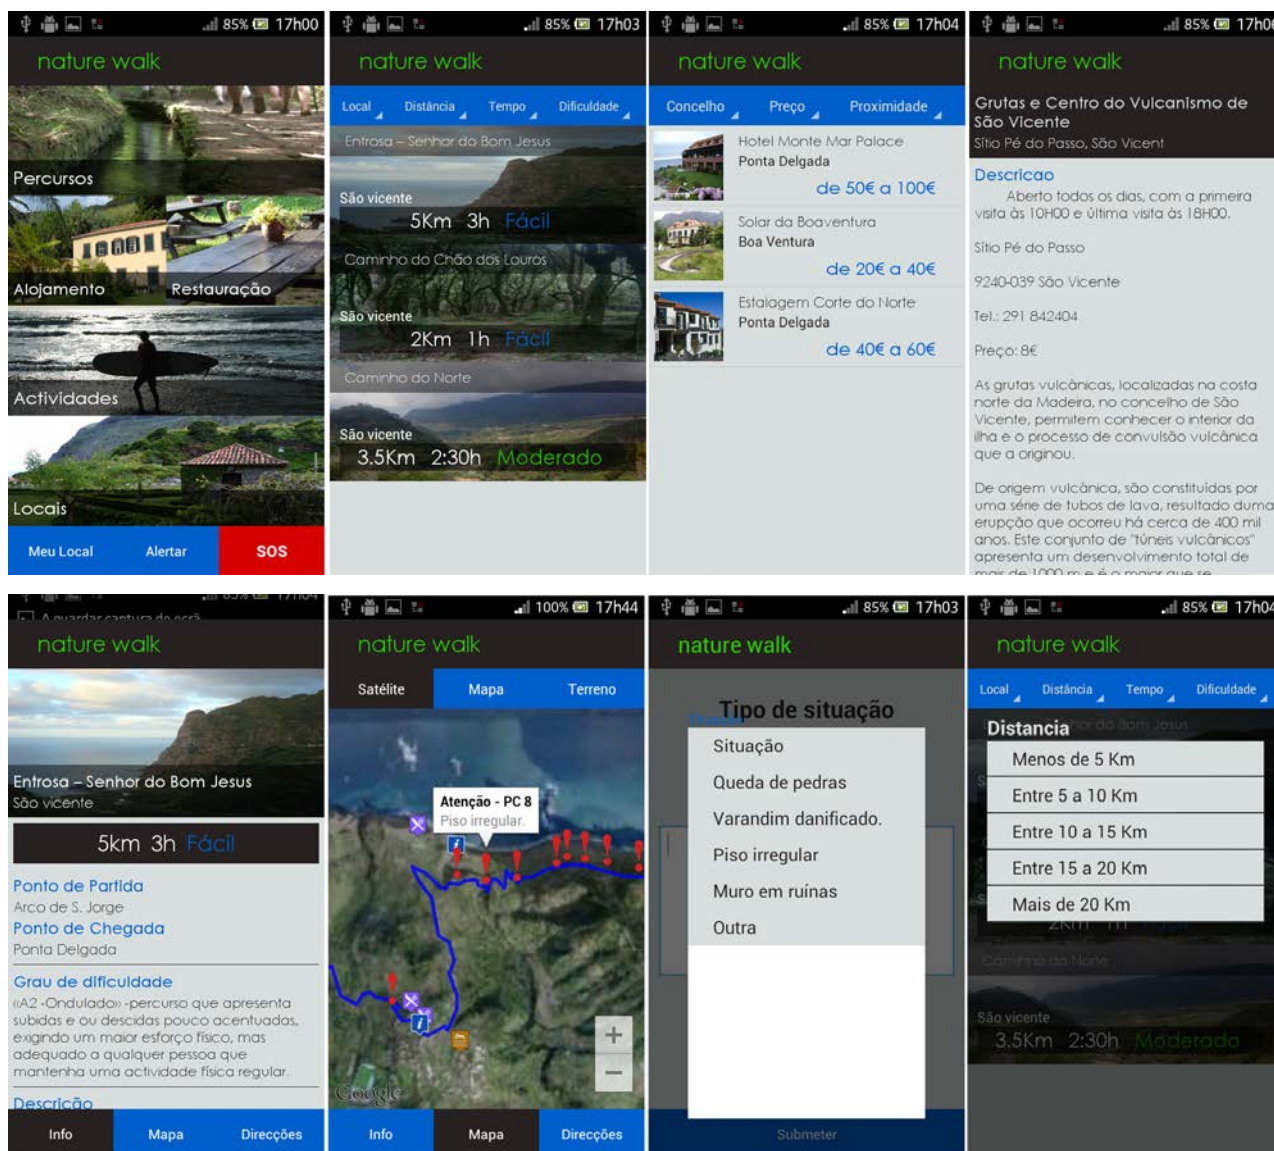 85% 17h00
nature walk
Percursos
Alojamento Restauração
Actividades
Locais
Meu Local Alertar SOS
85% 17h03
nature walk
Local Distância Tempo Dificuldade
Entrosa – Senhor do Bom Jesus
São vicente
5Km 3h Fácil
Caminho do Chão dos Louros
São vicente
2Km 1h Fácil
Caminho do Norte
São vicente
3.5Km 2:30h Moderado
85% 17h04
nature walk
Concelho Preço Proximidade
Hotel Monte Mar Palace
Ponta Delgada
de 50€ a 100€
Solar da Boaventura
Boa Ventura
de 20€ a 40€
Estalagem Corte do Norte
Ponta Delgada
de 40€ a 60€
85% 17h06
nature walk
Grutas e Centro do Vulcanismo de
São Vicente
Sítio Pé do Passo, São Vicent
Descricao
Aberto todos os dias, com a primeira
visita às 10H00 e última visita às 18H00.
Sítio Pé do Passo
9240-039 São Vicente
Tel.: 291 842404
Preço: 8€
As grutas vulcânicas, localizadas na costa
norte da Madeira, no concelho de São
Vicente, permitem conhecer o interior da
ilha e o processo de convulsão vulcânica
que a originou.
De origem vulcânica, são constituídas por
uma série de tubos de lava, resultado duma
erupção que ocorreu há cerca de 400 mil
anos. Este conjunto de "túneis vulcânicos"
apresenta um desenvolvimento total de
mais de 1000 m e é o maior que se
A guardar captura de ecrã
nature walk
Entrosa – Senhor do Bom Jesus
São vicente
5km 3h Fácil
Ponto de Partida
Arco de S. Jorge
Ponto de Chegada
Ponta Delgada
Grau de dificuldade
«A2 -Ondulado» -percurso que apresenta
subidas e ou descidas pouco acentuadas,
exigindo um maior esforço físico, mas
adequado a qualquer pessoa que
mantenha uma actividade física regular.
Descrição
Info Mapa Direcções
100% 17h44
nature walk
Satélite Mapa Terreno
Atenção - PC 8
Piso irregular.
Google
Info Mapa Direcções
85% 17h03
nature walk
Tipo de situação
Situação
Queda de pedras
Varandim danificado.
Piso irregular
Muro em ruínas
Outra
Submeter
85% 17h04
nature walk
Local Distância Tempo Dificuldade
Distancia
Menos de 5 Km
Entre 5 a 10 Km
Entre 10 a 15 Km
Entre 15 a 20 Km
Mais de 20 Km
Caminho do Norte
São vicente
3.5Km 2:30h Moderado